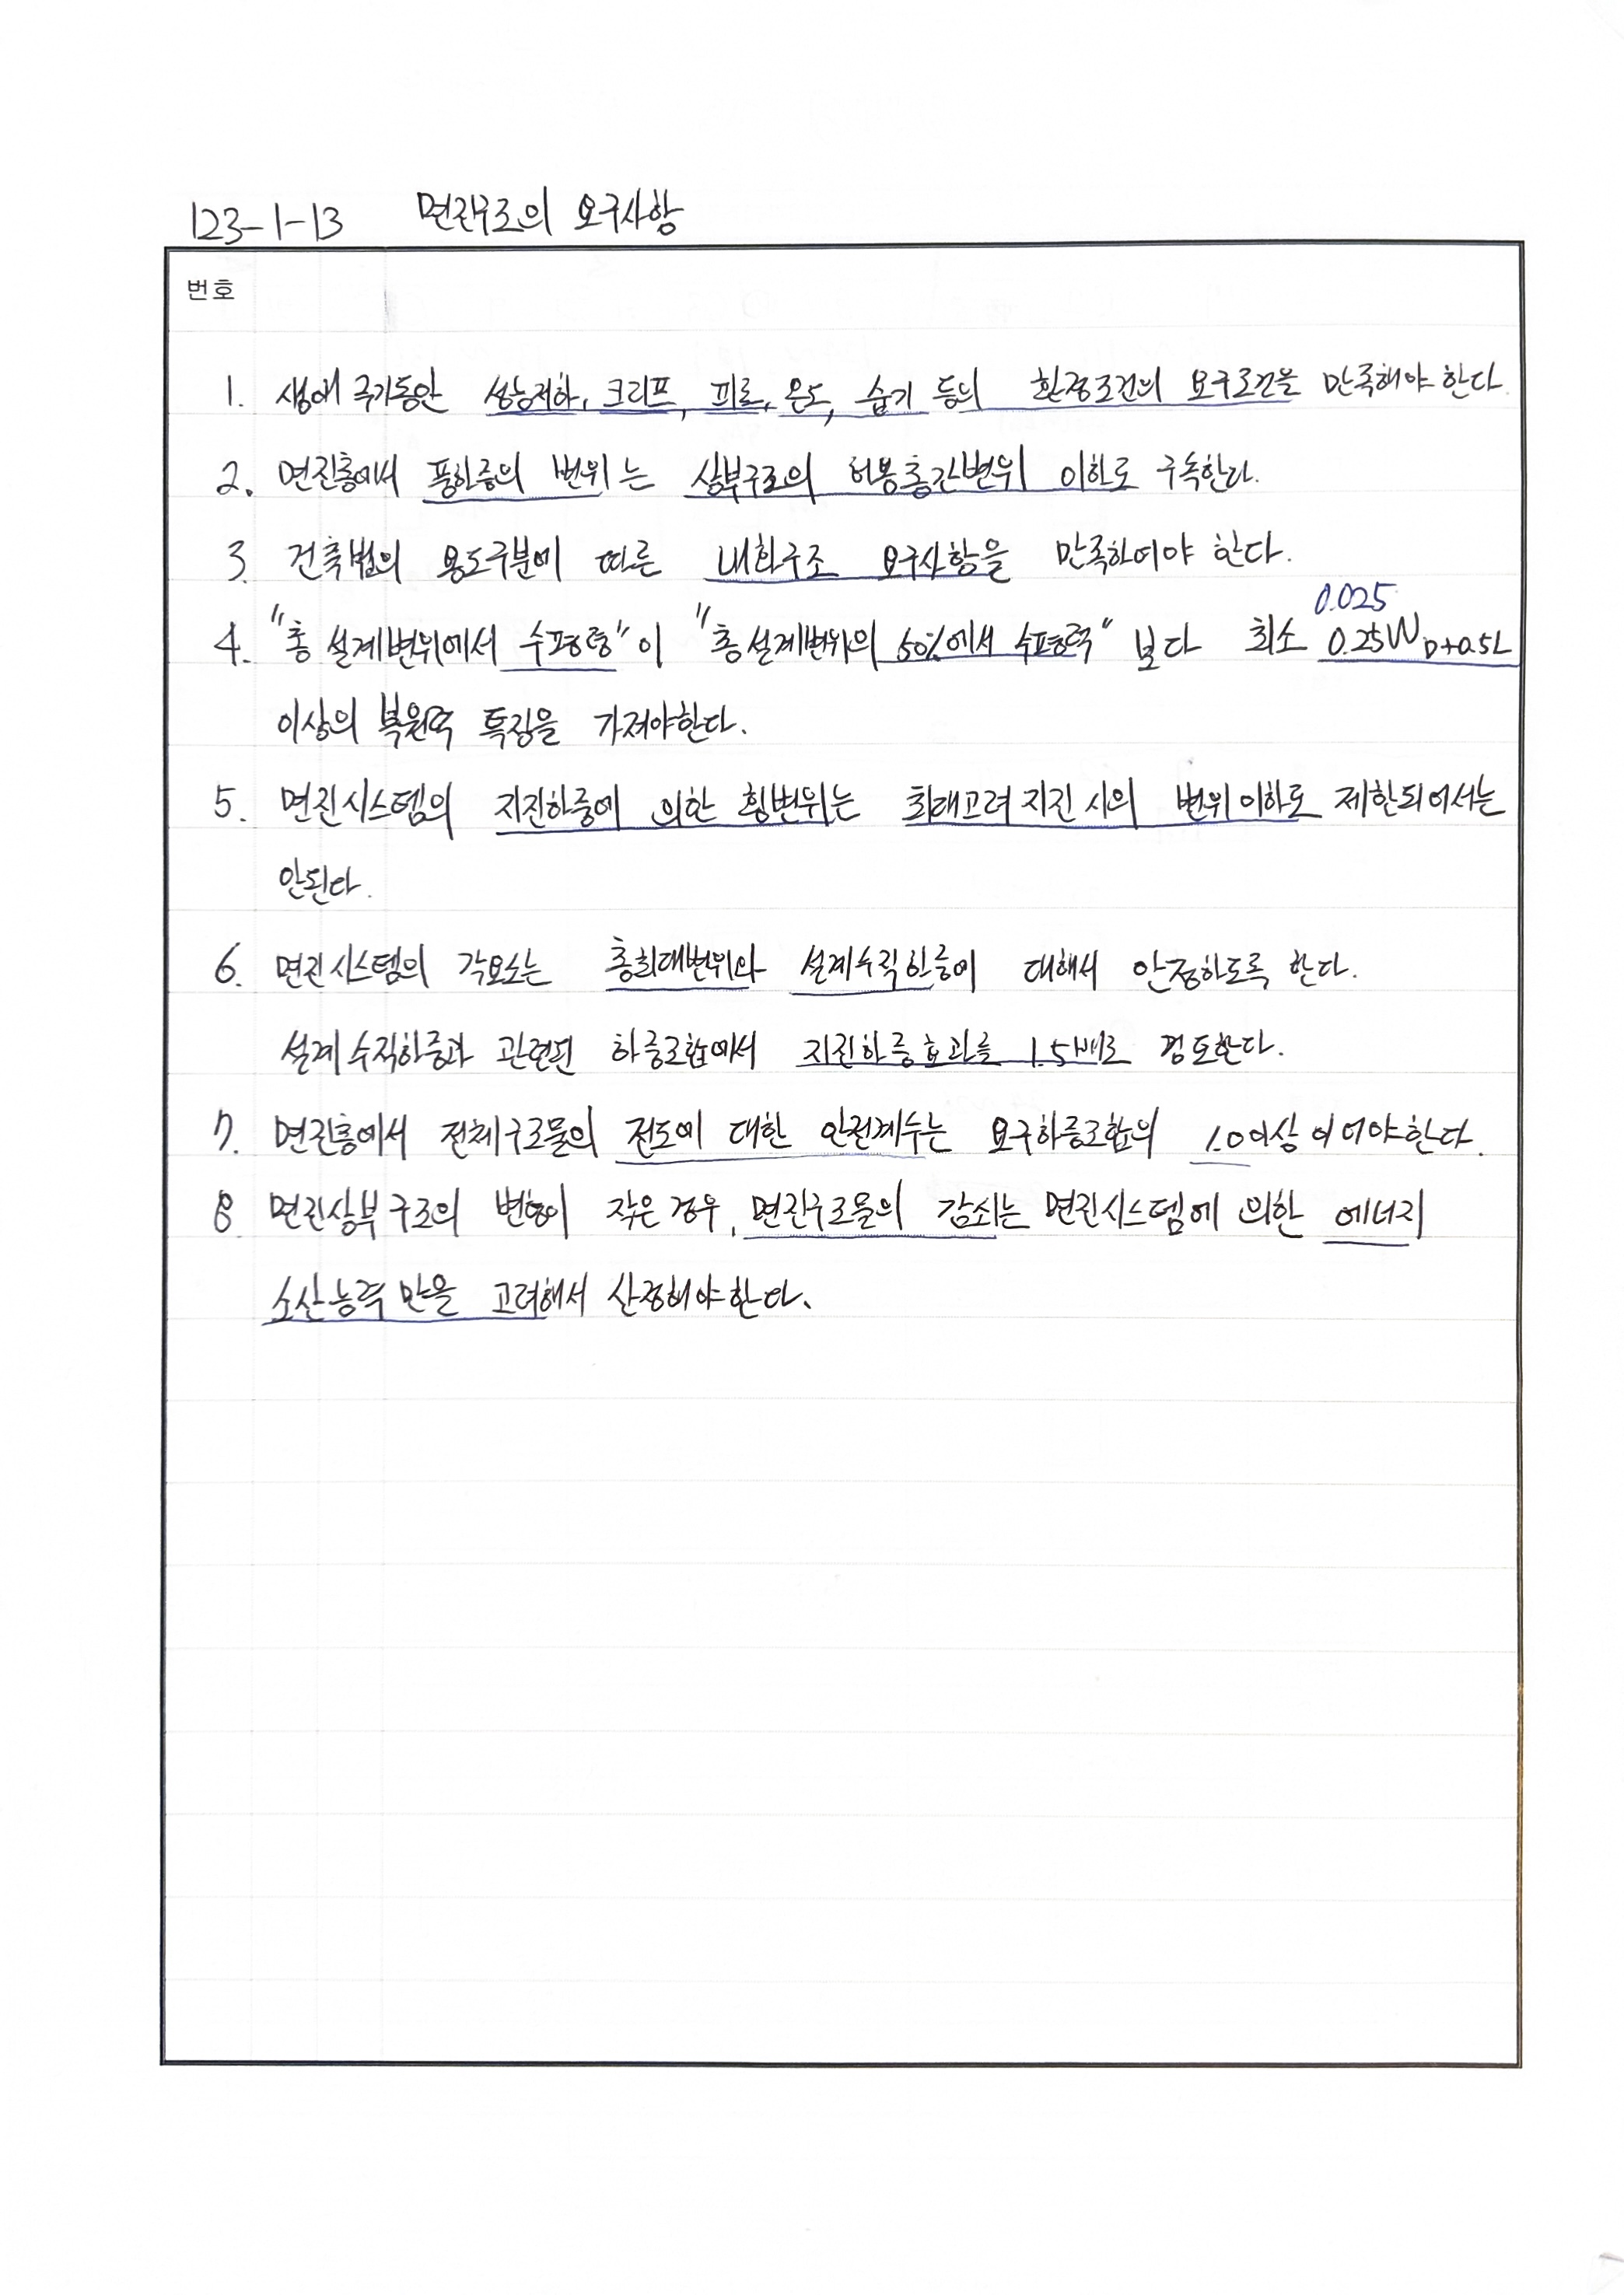 123-1-13 면진구조의 요구사항
번호
1. 생애 주기동안 성능저하, 크리프, 피로, 온도, 습기 등의 환경조건의 요구조건을 만족해야 한다.
2. 면진층에서 풍하중의 변위는 상부구조의 허용층간변위 이하로 구속한다.
3. 건축법의 용도구분에 따른 내화구조 요구사항을 만족하여야 한다.
0.025
4. "총 설계변위에서 수평력"이 "총설계변위의 50%에서 수평력" 보다 최소 0.25W D+0.5L
이상의 복원력 특징을 가져야한다.
5. 면진시스템의 지진하중에 의한 횡변위는 최대고려 지진 시의 변위이하로 제한되어서는
안된다.
6. 면진시스템의 각요소는 총최대변위와 설계수직하중에 대해서 안정하도록 한다.
설계수직하중과 관련된 하중조합에서 지진하중효과를 1.5배로 검토한다.
7. 면진층에서 전체구조물의 전도에 대한 안전계수는 요구하중조합의 1.0이상 이어야한다.
8 면진상부구조의 변형이 작은 경우, 면진구조물의 감쇠는 면진시스템에 의한 에너지
소산능력 만을 고려해서 산정해야한다.